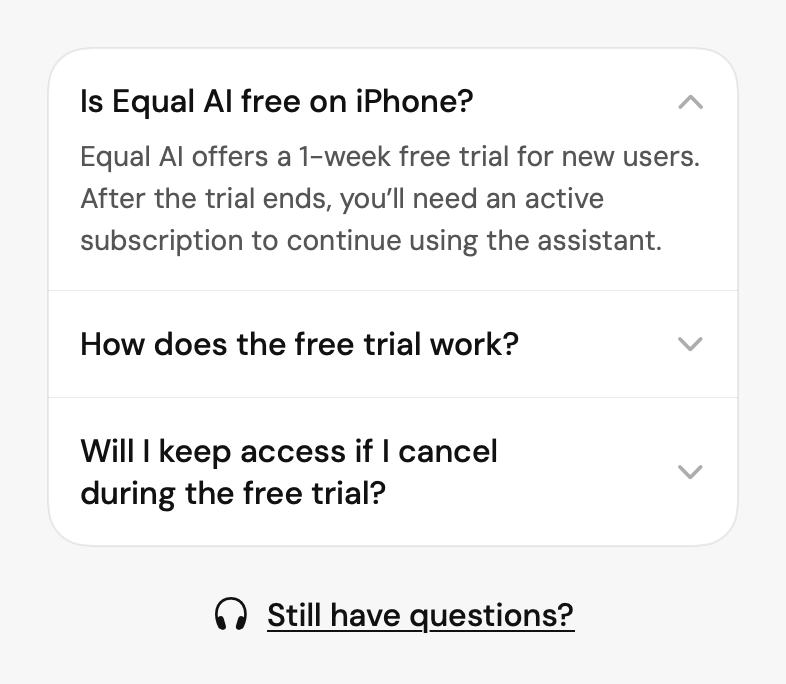 Is Equal AI free on iPhone?
Equal AI offers a 1-week free trial for new users.
After the trial ends, you’ll need an active
subscription to continue using the assistant.
How does the free trial work?
Will I keep access if I cancel
during the free trial?
Still have questions?